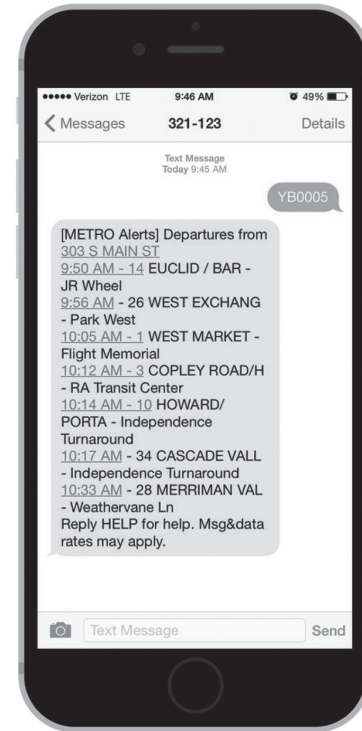 ●●●●● Verizon LTE 9:46 AM 49%
Messages 321-123 Details
Text Message
Today 9:45 AM
YB0005
[METRO Alerts] Departures from
303 S MAIN ST
9:50 AM - 14 EUCLID / BAR -
JR Wheel
9:56 AM - 26 WEST EXCHANG
- Park West
10:05 AM - 1 WEST MARKET -
Flight Memorial
10:12 AM - 3 COPLEY ROAD/H
- RA Transit Center
10:14 AM - 10 HOWARD/
PORTA - Independence
Turnaround
10:17 AM - 34 CASCADE VALL
- Independence Turnaround
10:33 AM - 28 MERRIMAN VAL
- Weathervane Ln
Reply HELP for help. Msg&data
rates may apply.
Text Message Send